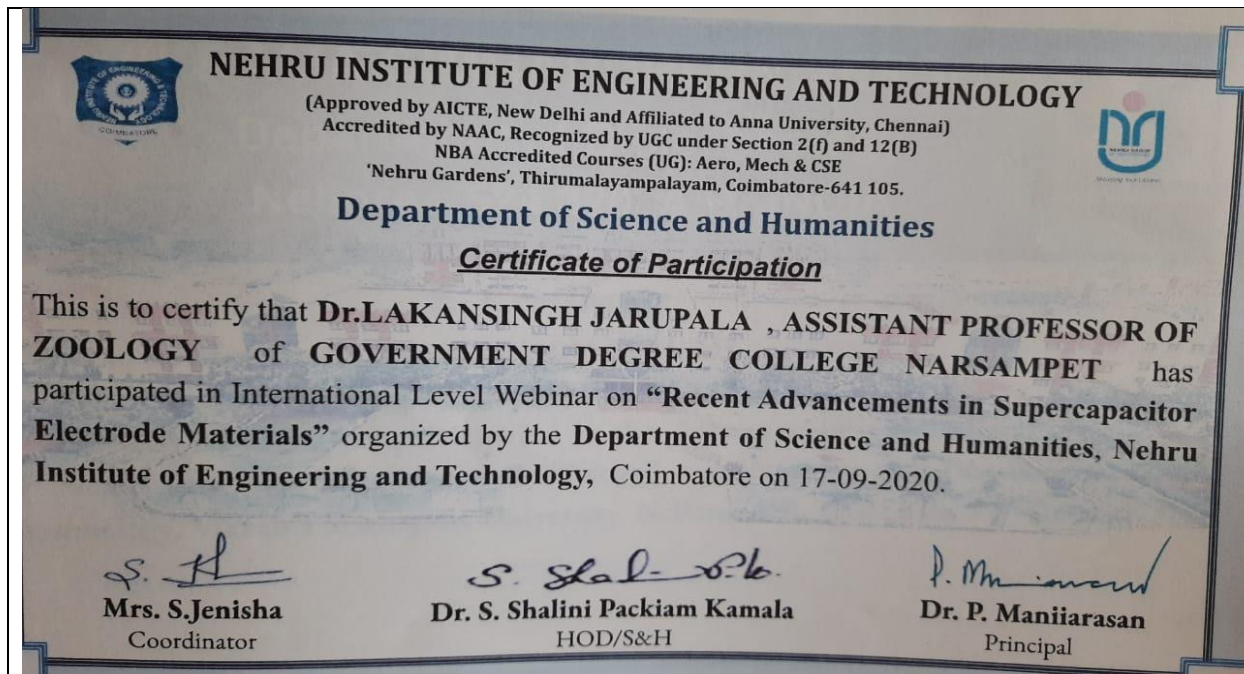 NEHRU INSTITUTE OF ENGINEERING AND TECHNOLOGY
(Approved by AICTE, New Delhi and Affiliated to Anna University, Chennai)
Accredited by NAAC, Recognized by UGC under Section 2(f) and 12(B)
NBA Accredited Courses (UG): Aero, Mech & CSE
'Nehru Gardens', Thirumalayampalayam, Coimbatore-641 105.
COIMBATORE
NEHRU GROUP
Department of Science and Humanities
Certificate of Participation
This is to certify that Dr.LAKANSINGH JARUPALA , ASSISTANT PROFESSOR OF
ZOOLOGY of GOVERNMENT DEGREE COLLEGE NARSAMPET has
participated in International Level Webinar on “Recent Advancements in Supercapacitor
Electrode Materials” organized by the Department of Science and Humanities, Nehru
Institute of Engineering and Technology, Coimbatore on 17-09-2020.
Mrs. S.Jenisha Dr. S. Shalini Packiam Kamala Dr. P. Maniiarasan
Coordinator HOD/S&H Principal